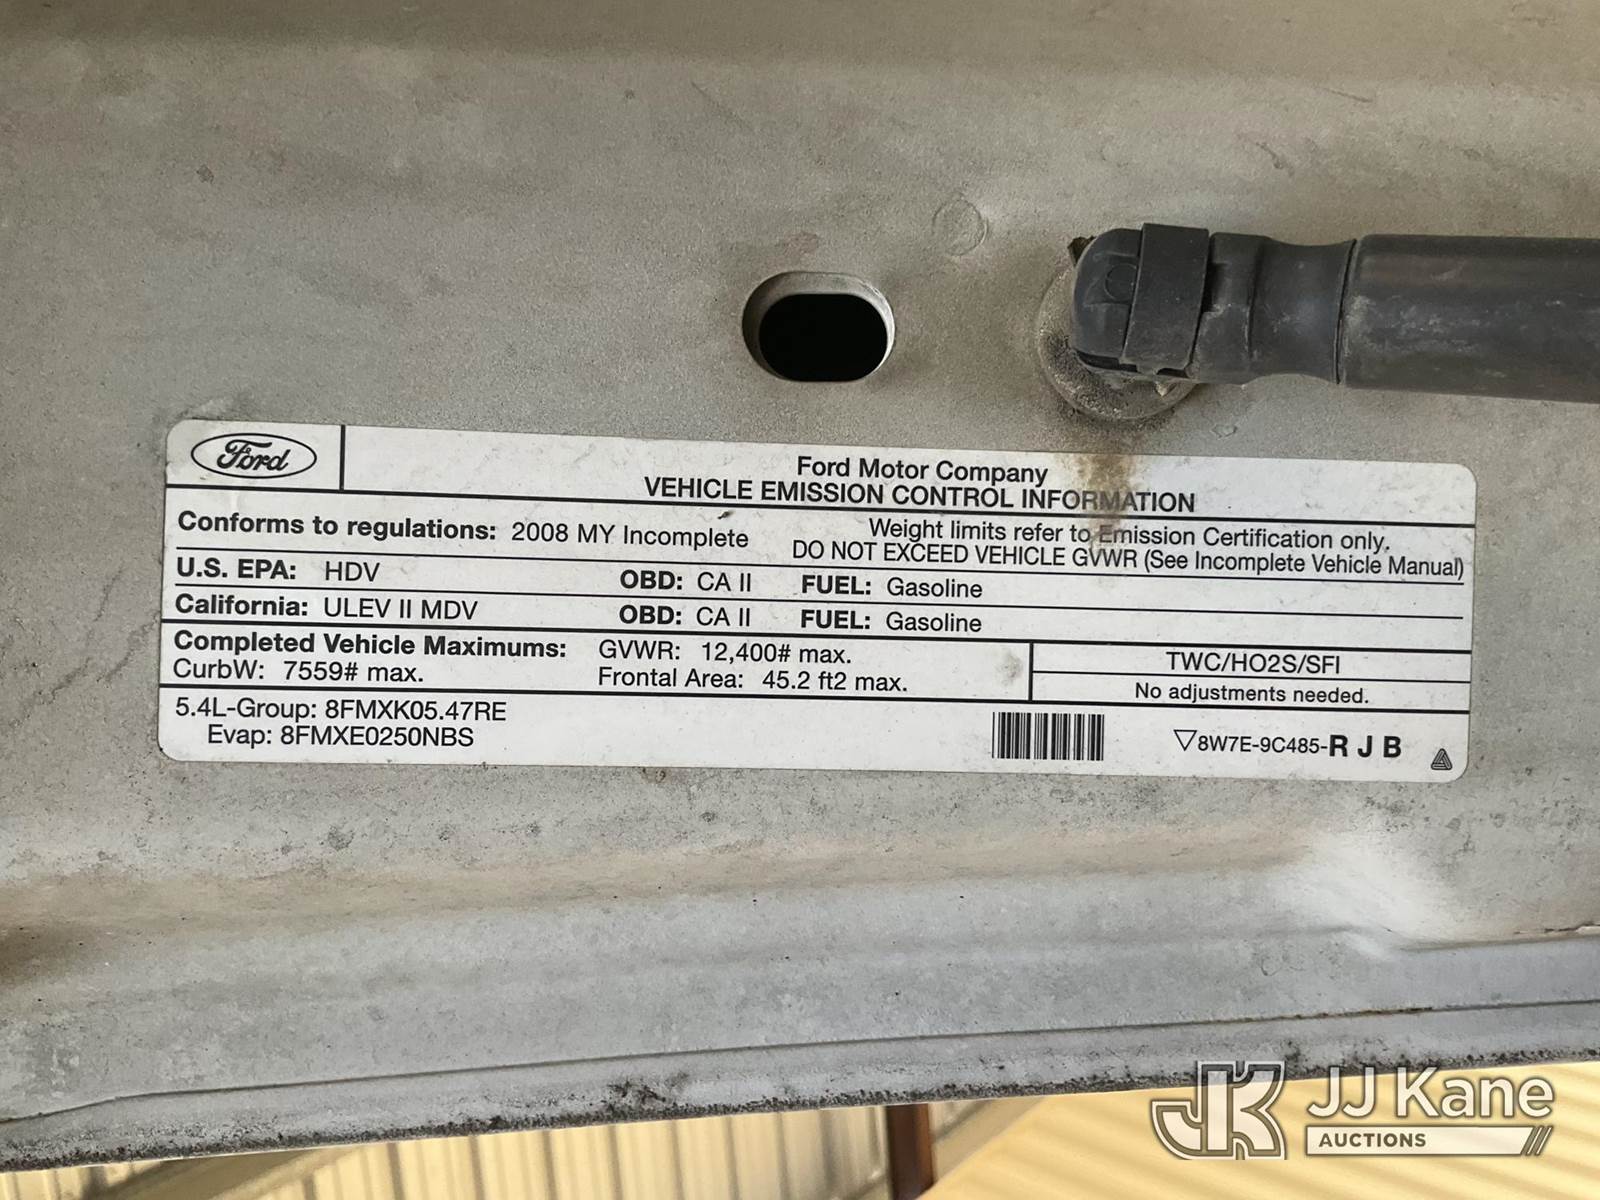 Ford
Ford Motor Company
VEHICLE EMISSION CONTROL INFORMATION
Conforms to regulations: 2008 MY Incomplete
Weight limits refer to Emission Certification only.
DO NOT EXCEED VEHICLE GVWR (See Incomplete Vehicle Manual)
U.S. EPA: HDV OBD: CA II FUEL: Gasoline
California: ULEV II MDV OBD: CA II FUEL: Gasoline
Completed Vehicle Maximums: GVWR: 12,400# max.
CurbW: 7559# max. Frontal Area: 45.2 ft2 max.
TWC/HO2S/SFI
No adjustments needed.
5.4L-Group: 8FMXK05.47RE
Evap: 8FMXE0250NBS
8W7E-9C485-R J B
JK JJ Kane
AUCTIONS